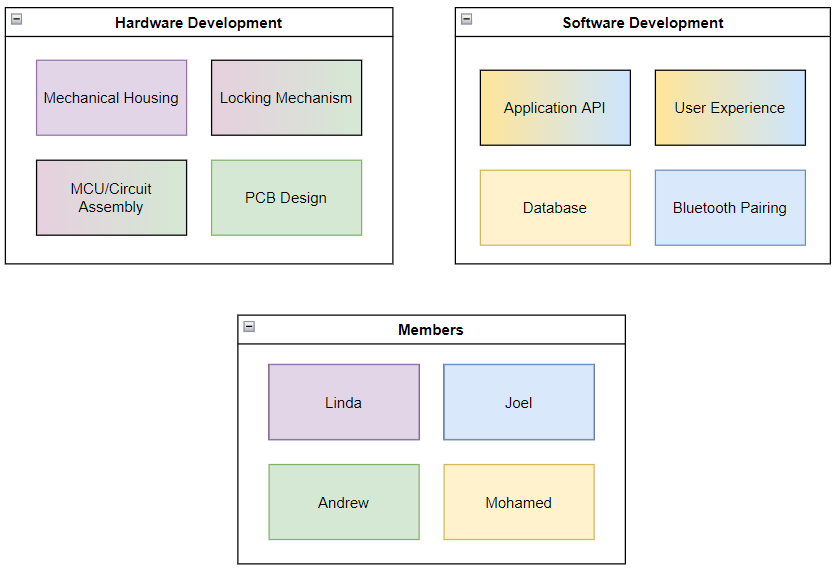 Hardware Development
Mechanical Housing
Locking Mechanism
MCU/Circuit
Assembly
PCB Design
Software Development
Application API
User Experience
Database
Bluetooth Pairing
Members
Linda
Joel
Andrew
Mohamed